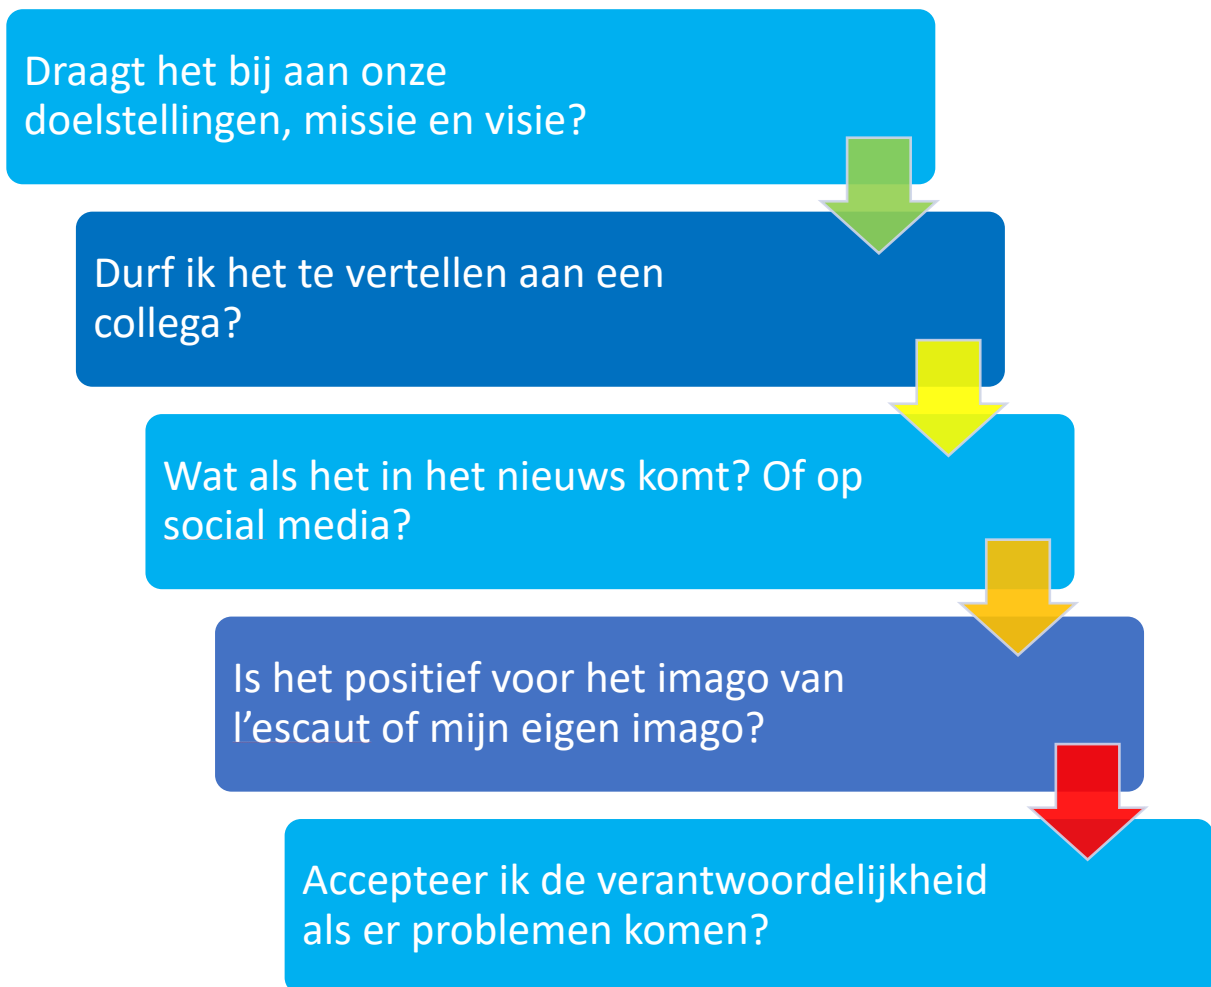 Draagt het bij aan onze
doelstellingen, missie en visie?
Durf ik het te vertellen aan een
collega?
Wat als het in het nieuws komt? Of op
social media?
Is het positief voor het imago van
l’escaut of mijn eigen imago?
Accepteer ik de verantwoordelijkheid
als er problemen komen?